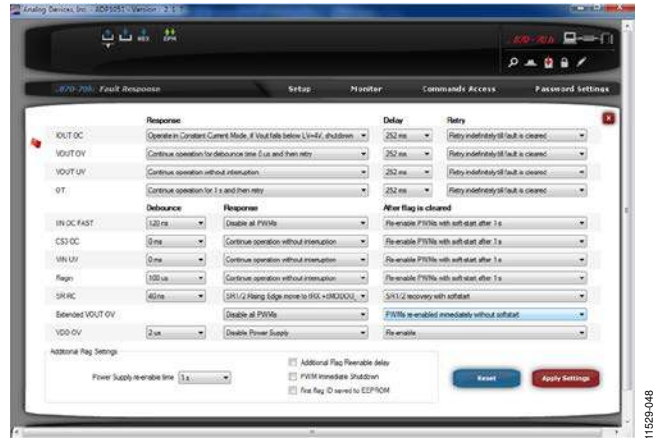 Analog Devices, Inc. - ADP1051 - Version : 2. 1. 7
HEX
EPR
Fault Response
Setup
Monitor
Commands Access
Password Settings
Response
Delay
Retry
IOUT OC
Operate in Constant Current Mode, if Vout falls below LV=4V, shutdown
252 ms
Retry indefinitely till fault is cleared
VOUT OV
Continue operation for debounce time 0 us and then retry
252 ms
Retry indefinitely till fault is cleared
VOUT UV
Continue operation without interruption
252 ms
Retry indefinitely till fault is cleared
OT
Continue operation for 1 s and then retry
252 ms
Retry indefinitely till fault is cleared
Debounce
Response
After flag is cleared
IIN OC FAST
120 ns
Disable all PWMs
Re-enable PWMs with soft-start after 1 s
CS3 OC
0 ms
Continue operation without interruption
Re-enable PWMs with soft-start after 1 s
VIN UV
0 ms
Continue operation without interruption
Re-enable PWMs with soft-start after 1 s
Flagin
100 us
Continue operation without interruption
Re-enable PWMs with soft-start after 1 s
SR RC
40 ns
SR1/2 Rising Edge move to tRX
SR1/2 recovery with softstart
Extended VOUT OV
Disable all PWMs
PWMs re-enabled immediately without softstart
VDD OV
2 us
Disable Power Supply
Re-enable
Additional Flag Settings
Power Supply re-enable time
1 s
Additional Flag Reenable delay
PWM Immediate Shutdown
First flag ID saved to EEPROM
Reset
Apply Settings
11529-048